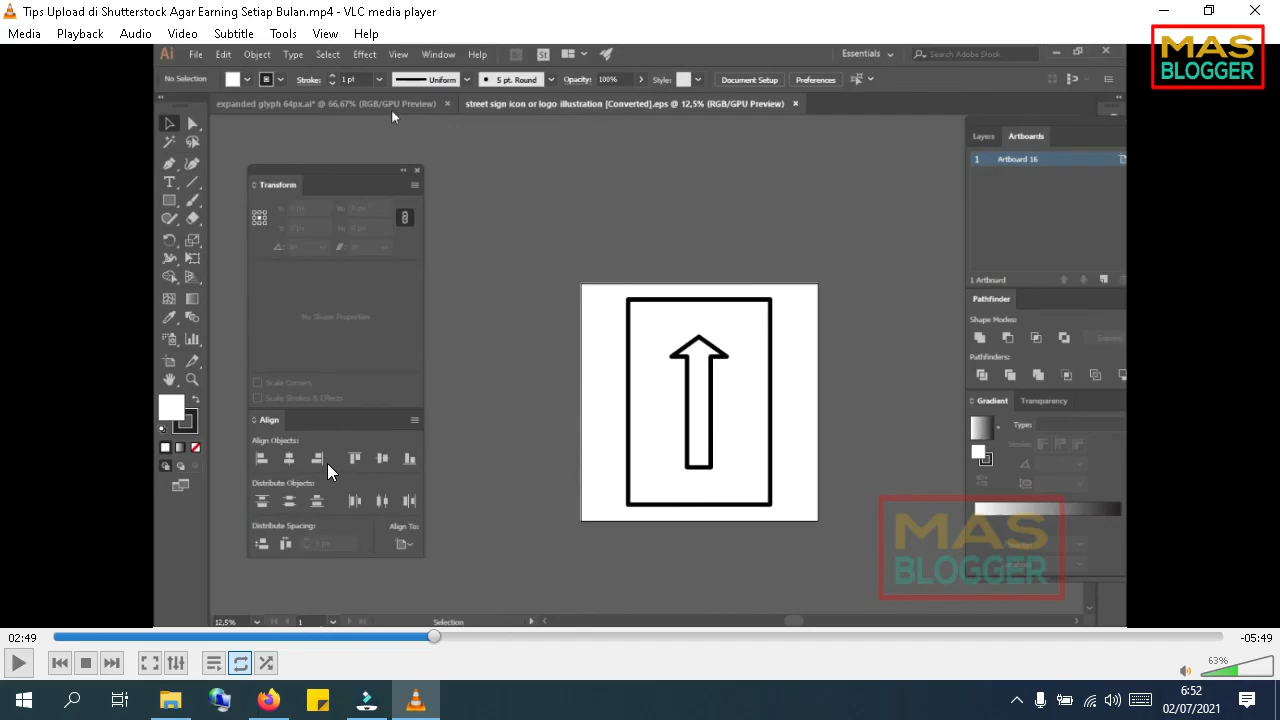 Tips Upload di Shutterstock Agar Earning Setiap Bulan.mp4 - VLC media player
Media Playback Audio Video Subtitle Tools View Help
MAS
BLOGGER
Ai File Edit Object Type Select Effect View Window Help St Essentials Search Adobe Stock
No Selection Stroke: 1 pt Uniform 5 pt. Round Opacity: 100% Style: Document Setup Preferences
expanded glyph 64px.ai* @ 66,67% (RGB/GPU Preview) street sign icon or logo illustration [Converted].eps @ 12,5% (RGB/GPU Preview)
Layers Artboards
1 Artboard 16
Transform
No Shape Properties
1 Artboard
Pathfinder
Shape Modes:
Expand
Pathfinders:
Scale Corners
Scale Strokes & Effects
Gradient Transparency
Type:
Stroke:
Align
Align Objects:
Distribute Objects:
Distribute Spacing:
Align To:
MAS
BLOGGER
12,5% 1 Selection
02:49 -05:49
63%
6:52
02/07/2021